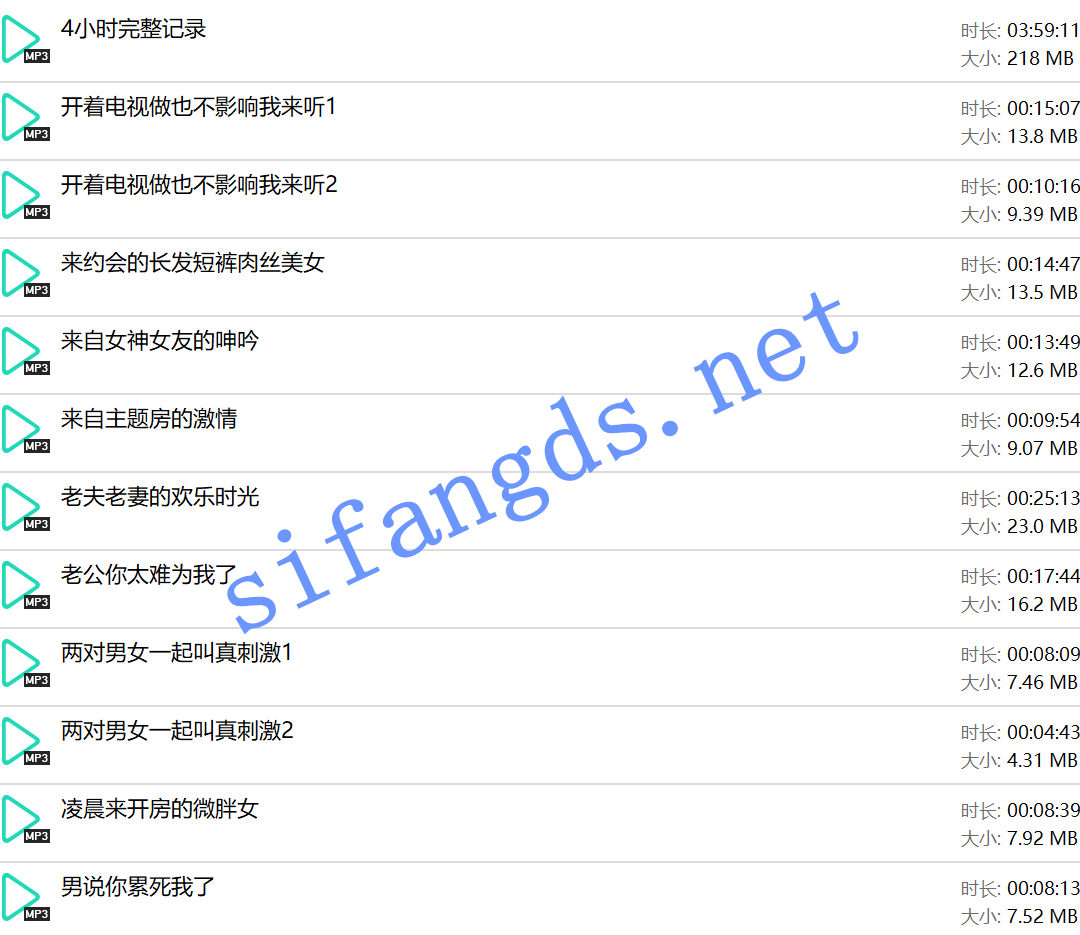 4小时完整记录
时长: 03:59:11
大小: 218 MB
MP3
开着电视做也不影响我来听1
时长: 00:15:07
大小: 13.8 MB
MP3
开着电视做也不影响我来听2
时长: 00:10:16
大小: 9.39 MB
MP3
来约会的长发短裤肉丝美女
时长: 00:14:47
大小: 13.5 MB
MP3
来自女神女友的呻吟
时长: 00:13:49
大小: 12.6 MB
MP3
来自主题房的激情
时长: 00:09:54
大小: 9.07 MB
MP3
老夫老妻的欢乐时光
时长: 00:25:13
大小: 23.0 MB
MP3
老公你太难为我了
时长: 00:17:44
大小: 16.2 MB
MP3
两对男女一起叫真刺激1
时长: 00:08:09
大小: 7.46 MB
MP3
两对男女一起叫真刺激2
时长: 00:04:43
大小: 4.31 MB
MP3
凌晨来开房的微胖女
时长: 00:08:39
大小: 7.92 MB
MP3
男说你累死我了
时长: 00:08:13
大小: 7.52 MB
MP3
sifangds.net